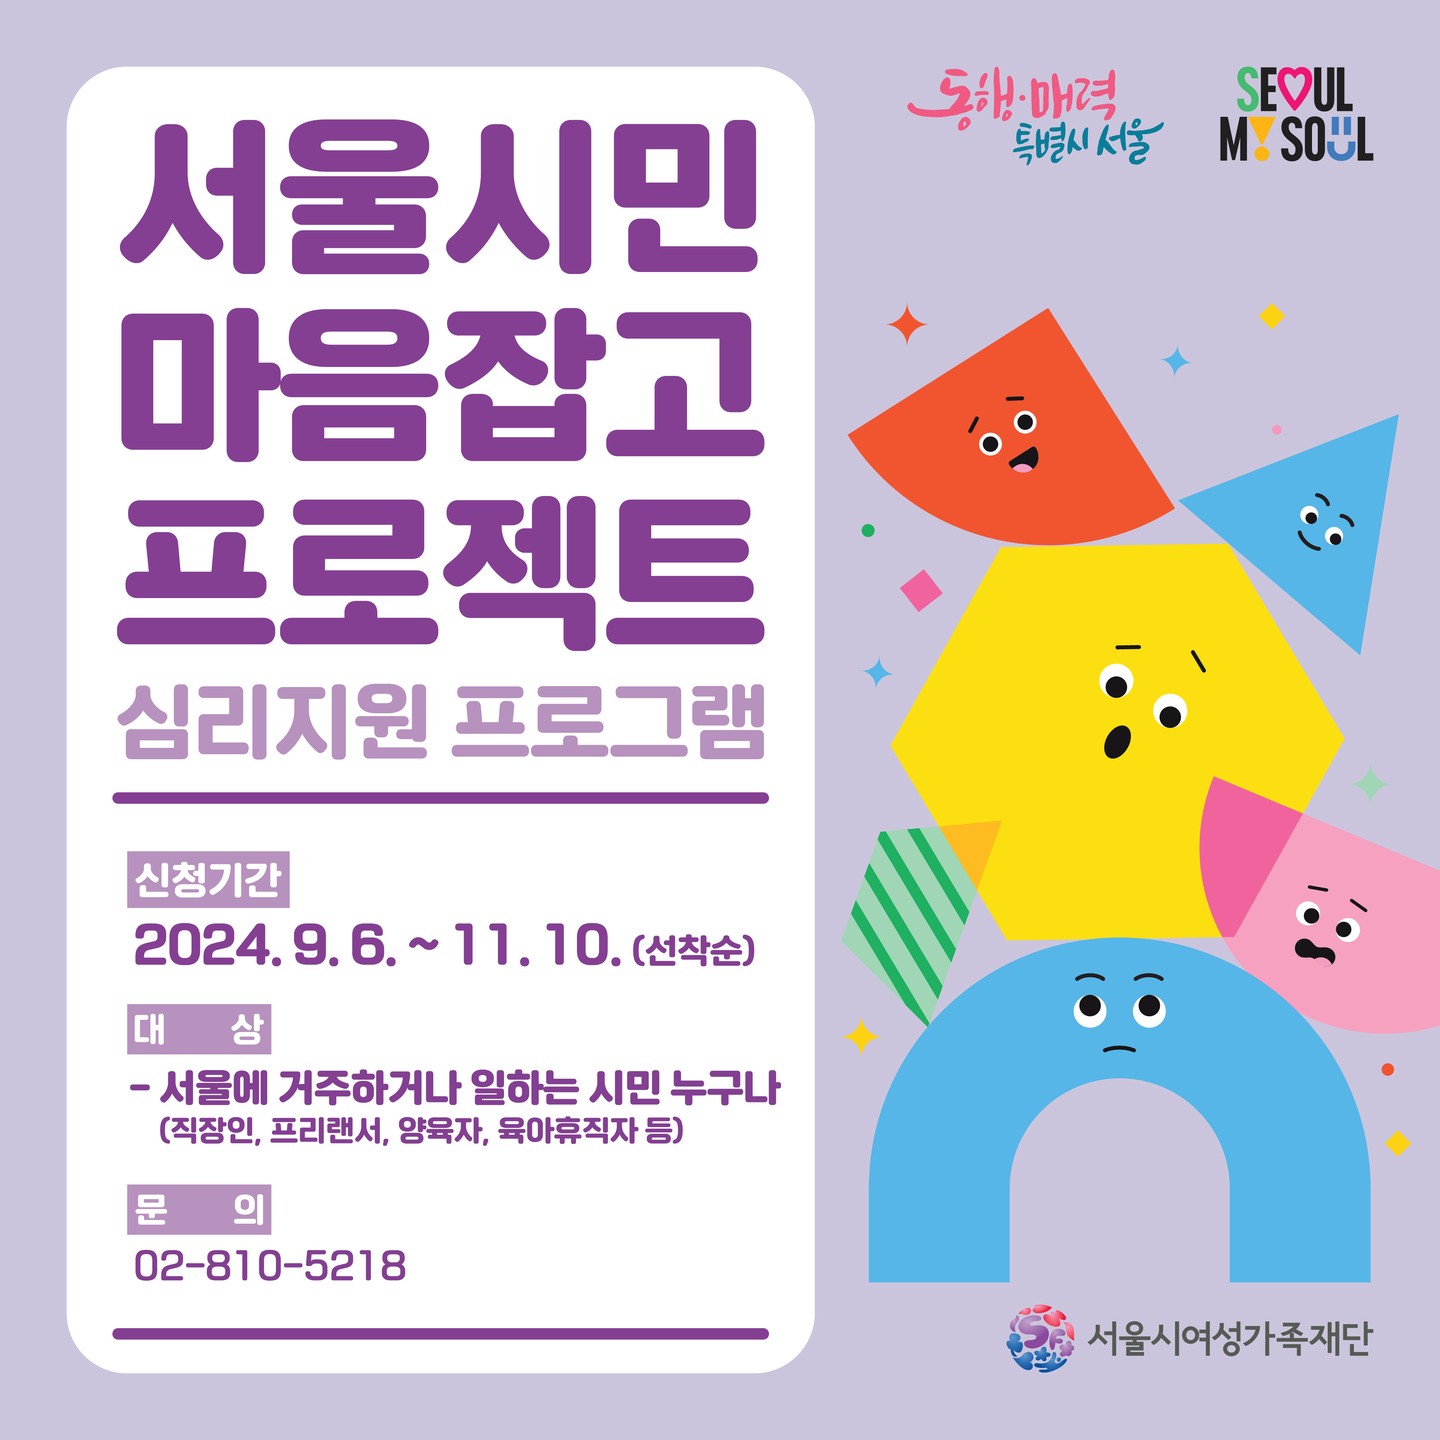 서울시민
마음잡고
프로젝트
심리지원 프로그램
신청기간
2024. 9. 6. ~ 11. 10. (선착순)
대 상
- 서울에 거주하거나 일하는 시민 누구나
(직장인, 프리랜서, 양육자, 육아휴직자 등)
문 의
02-810-5218
동행·매력
특별시 서울
SEOUL
MY SOUL
서울시여성가족재단